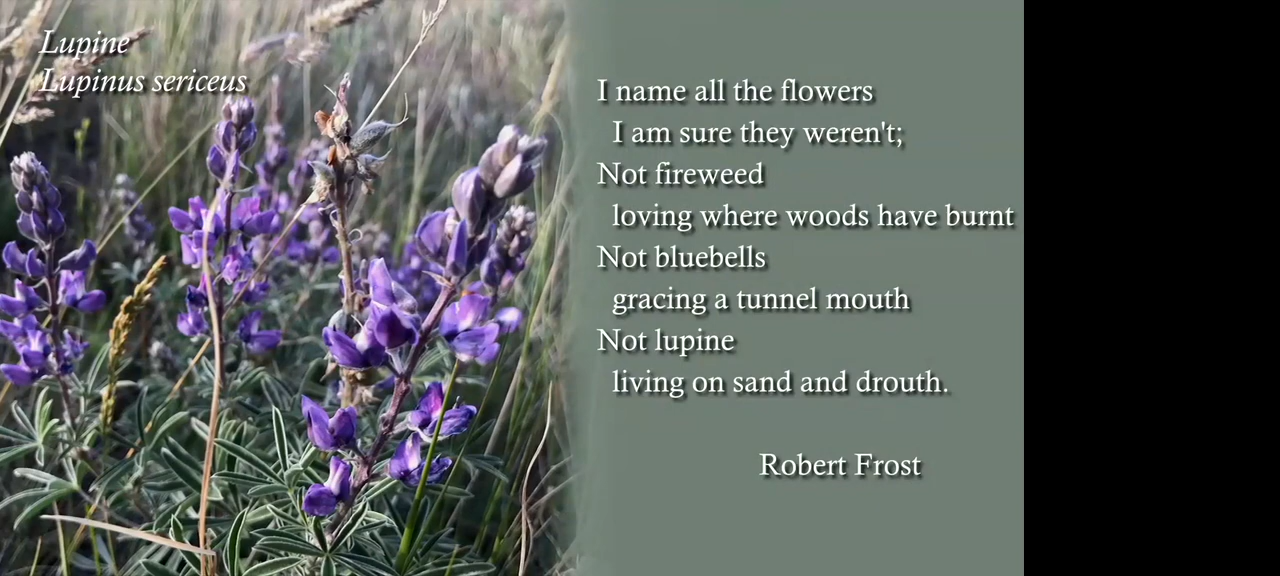 Lupine
Lupinus sericeus
I name all the flowers
I am sure they weren't;
Not fireweed
loving where woods have burnt
Not bluebells
gracing a tunnel mouth
Not lupine
living on sand and drouth.
Robert Frost